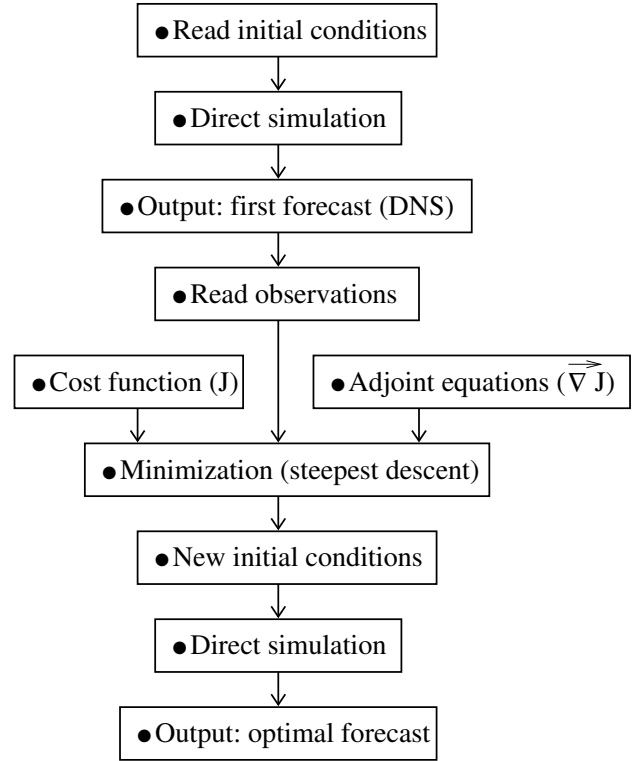 ● Read initial conditions
● Direct simulation
● Output: first forecast (DNS)
● Read observations
● Cost function (J)
● Adjoint equations (∇⃗ J)
● Minimization (steepest descent)
● New initial conditions
● Direct simulation
● Output: optimal forecast